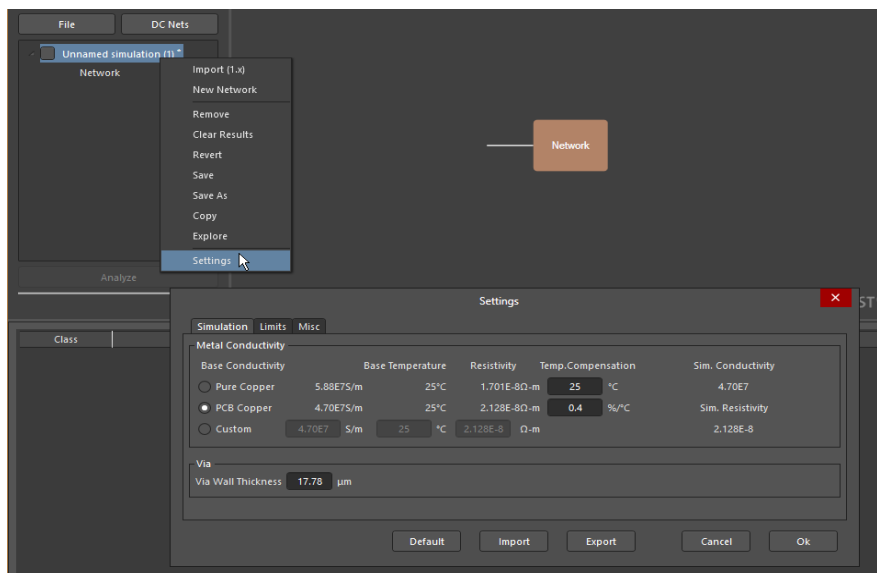 File DC Nets
Unnamed simulation (1) *
Network
Import (1.x)
New Network
Remove
Clear Results
Revert
Save
Save As
Copy
Explore
Settings
Analyze
Network
ST
Class
Settings
Simulation Limits Misc
Metal Conductivity
Base Conductivity Base Temperature Resistivity Temp.Compensation Sim. Conductivity
Pure Copper 5.88E7S/m 25°C 1.701E-8Ω-m 25 °C 4.70E7
PCB Copper 4.70E7S/m 25°C 2.128E-8Ω-m 0.4 %/°C Sim. Resistivity
Custom 4.70E7 S/m 25 °C 2.128E-8 Ω-m 2.128E-8
Via
Via Wall Thickness 17.78 μm
Default Import Export Cancel Ok